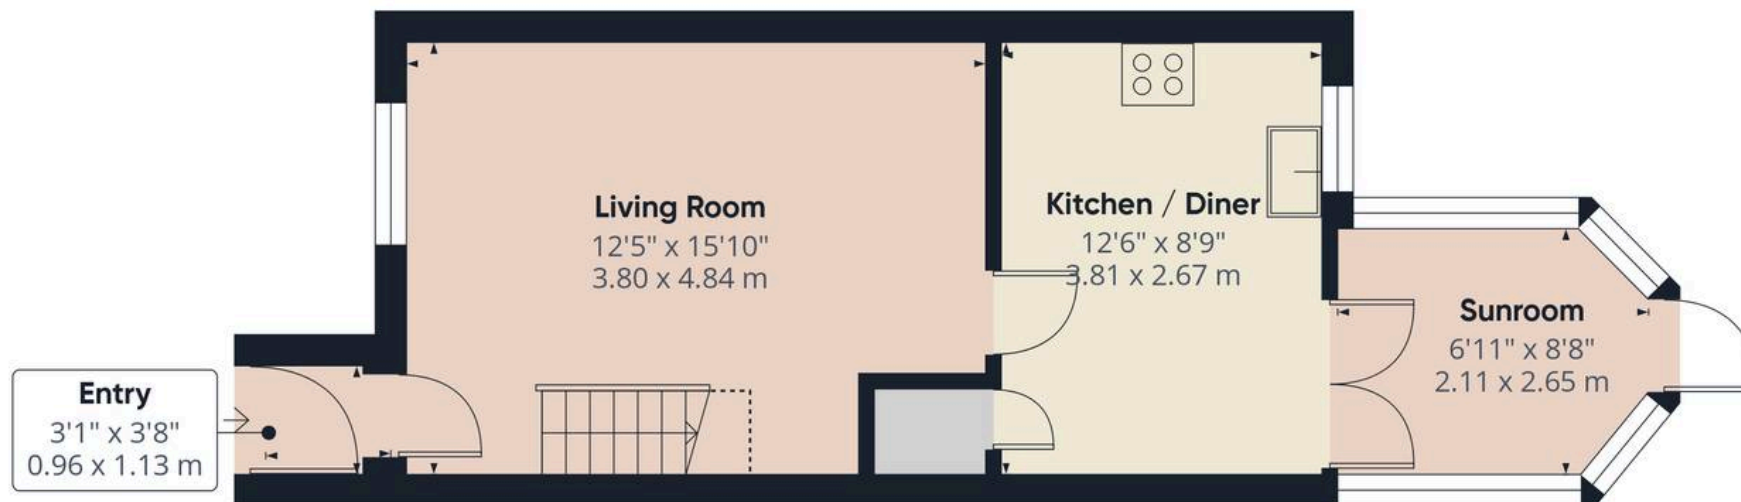 Living Room
12'5" x 15'10"
3.80 x 4.84 m
Kitchen / Diner
12'6" x 8'9"
3.81 x 2.67 m
Sunroom
6'11" x 8'8"
2.11 x 2.65 m
Entry
3'1" x 3'8"
0.96 x 1.13 m